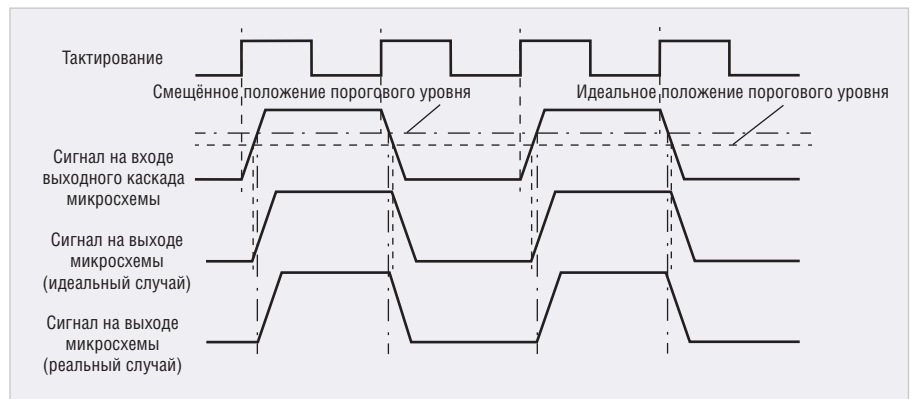 Тактирование
Смещённое положение порогового уровня
Идеальное положение порогового уровня
Сигнал на входе
выходного каскада
микросхемы
Сигнал на выходе
микросхемы
(идеальный случай)
Сигнал на выходе
микросхемы
(реальный случай)